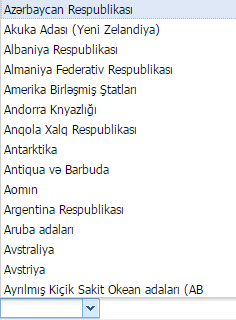 Azərbaycan Respublikası
Akuka Adası (Yeni Zelandiya)
Albaniya Respublikası
Almaniya Federativ Respublikası
Amerika Birləşmiş Ştatları
Andorra Knyazlığı
Anqola Xalq Respublikası
Antarktika
Antiqua və Barbuda
Aomın
Argentina Respublikası
Aruba adaları
Avstraliya
Avstriya
Ayrılmış Kiçik Sakit Okean adaları (AB